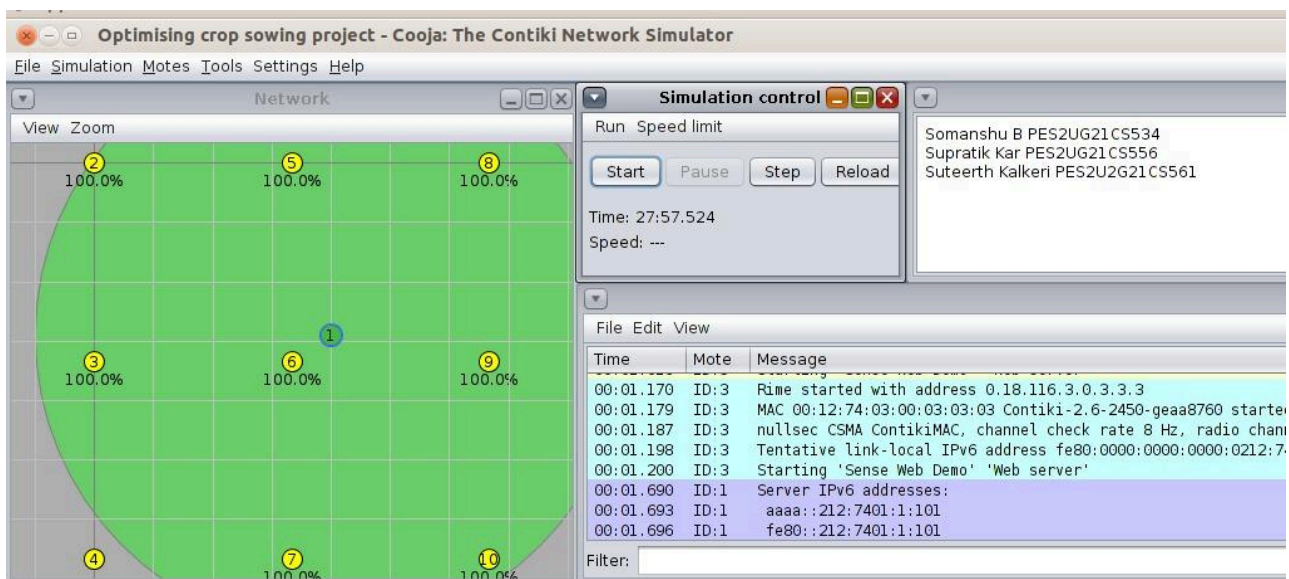 Optimising crop sowing project - Cooja: The Contiki Network Simulator
File Simulation Motes Tools Settings Help
Network
View Zoom
2
100.0%
5
100.0%
8
100.0%
1
3
100.0%
6
100.0%
9
100.0%
4
7
100.0%
10
100.0%
Simulation control
Run Speed limit
Start Pause Step Reload
Time: 27:57.524
Speed: ---
Somanshu B PES2UG21CS534
Supratik Kar PES2UG21CS556
Suteerth Kalkeri PES2U2G21CS561
File Edit View
Time Mote Message
00:01.170 ID:3 Rime started with address 0.18.116.3.0.3.3.3
00:01.179 ID:3 MAC 00:12:74:03:00:03:03:03 Contiki-2.6-2450-geaa8760 starte
00:01.187 ID:3 nullsec CSMA ContikiMAC, channel check rate 8 Hz, radio chan
00:01.198 ID:3 Tentative link-local IPv6 address fe80:0000:0000:0000:0212:7
00:01.200 ID:3 Starting 'Sense Web Demo' 'Web server'
00:01.690 ID:1 Server IPv6 addresses:
00:01.693 ID:1 aaaa::212:7401:1:101
00:01.696 ID:1 fe80::212:7401:1:101
Filter: